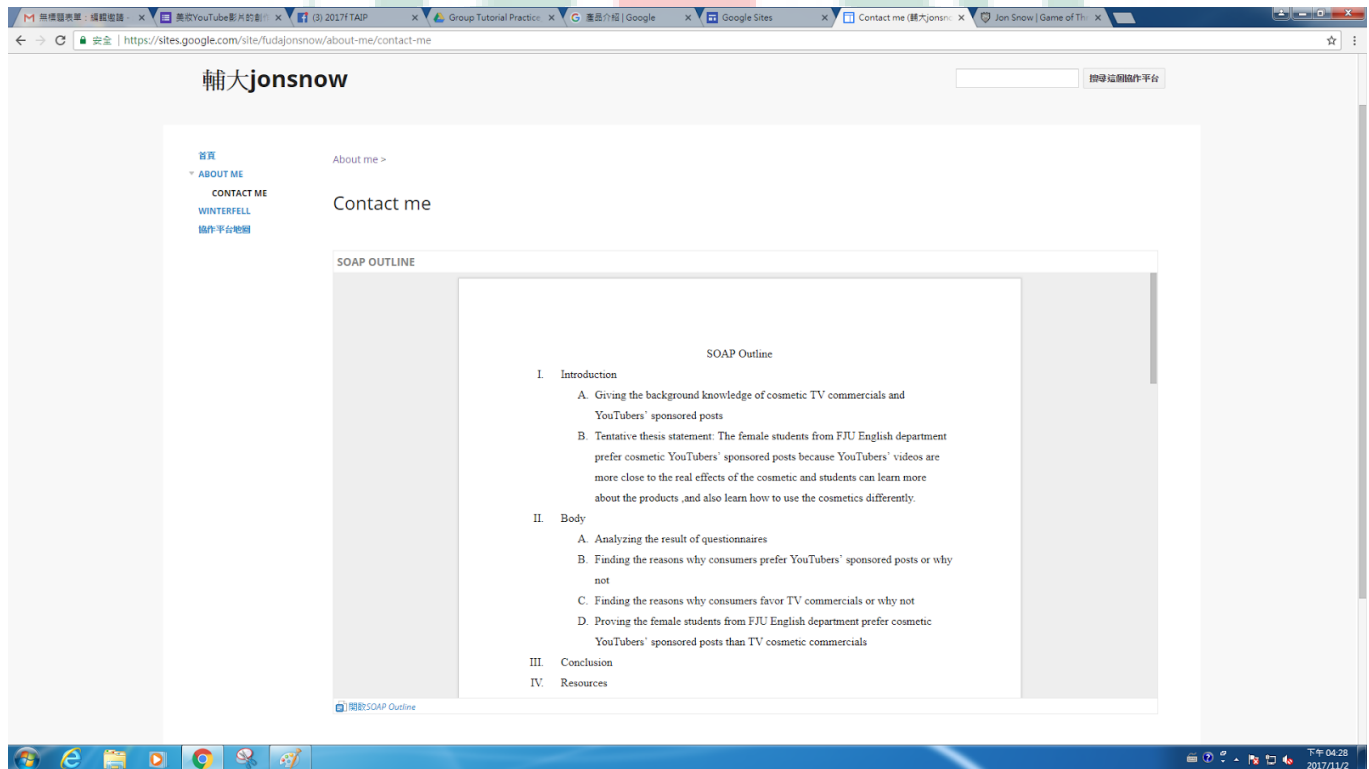 無標題表單：填報邀請 -
美妝YouTube影片的創作
(3) 2017f TAIP
Group Tutorial Practice
產品介紹 | Google
Google Sites
Contact me (輔大jonsno
Jon Snow | Game of Thr
安全 | https://sites.google.com/site/fudajonsnow/about-me/contact-me
輔大jonsnow
搜尋這個協作平台
首頁
ABOUT ME
CONTACT ME
WINTERFELL
協作平台地圖
About me >
Contact me
SOAP OUTLINE
SOAP Outline
I. Introduction
A. Giving the background knowledge of cosmetic TV commercials and
YouTubers' sponsored posts
B. Tentative thesis statement: The female students from FJU English department
prefer cosmetic YouTubers' sponsored posts because YouTubers' videos are
more close to the real effects of the cosmetic and students can learn more
about the products ,and also learn how to use the cosmetics differently.
II. Body
A. Analyzing the result of questionnaires
B. Finding the reasons why consumers prefer YouTubers' sponsored posts or why
not
C. Finding the reasons why consumers favor TV commercials or why not
D. Proving the female students from FJU English department prefer cosmetic
YouTubers' sponsored posts than TV cosmetic commercials
III. Conclusion
IV. Resources
開啟SOAP Outline
下午 04:28
2017/11/2